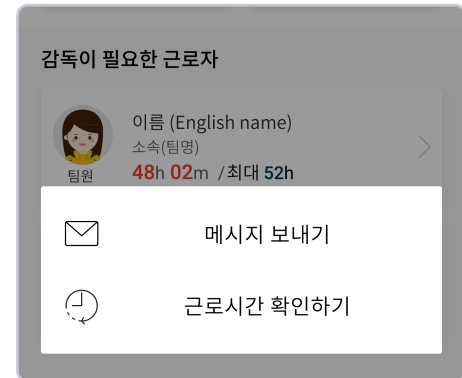 감독이 필요한 근로자
이름 (English name)
소속(팀명)
팀원
48h 02m /최대 52h
메시지 보내기
근로시간 확인하기